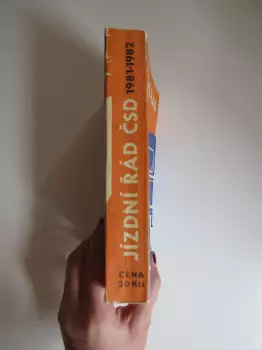 JÍZDNÍ ŘÁD ČSD
1981-1982
CENA
20 Kčs